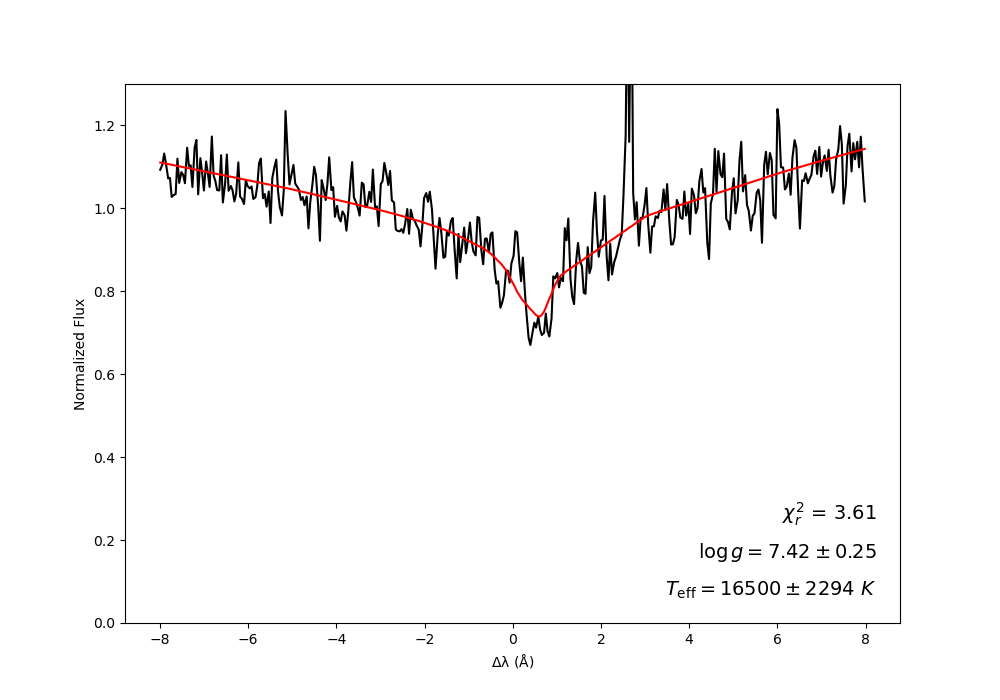 1.2
1.0
0.8
0.6
0.4
0.2
0.0
Normalized Flux
χ²ᵣ = 3.61
log g = 7.42 ± 0.25
T_eff = 16500 ± 2294 K
−8 −6 −4 −2 0 2 4 6 8
Δλ (Å)